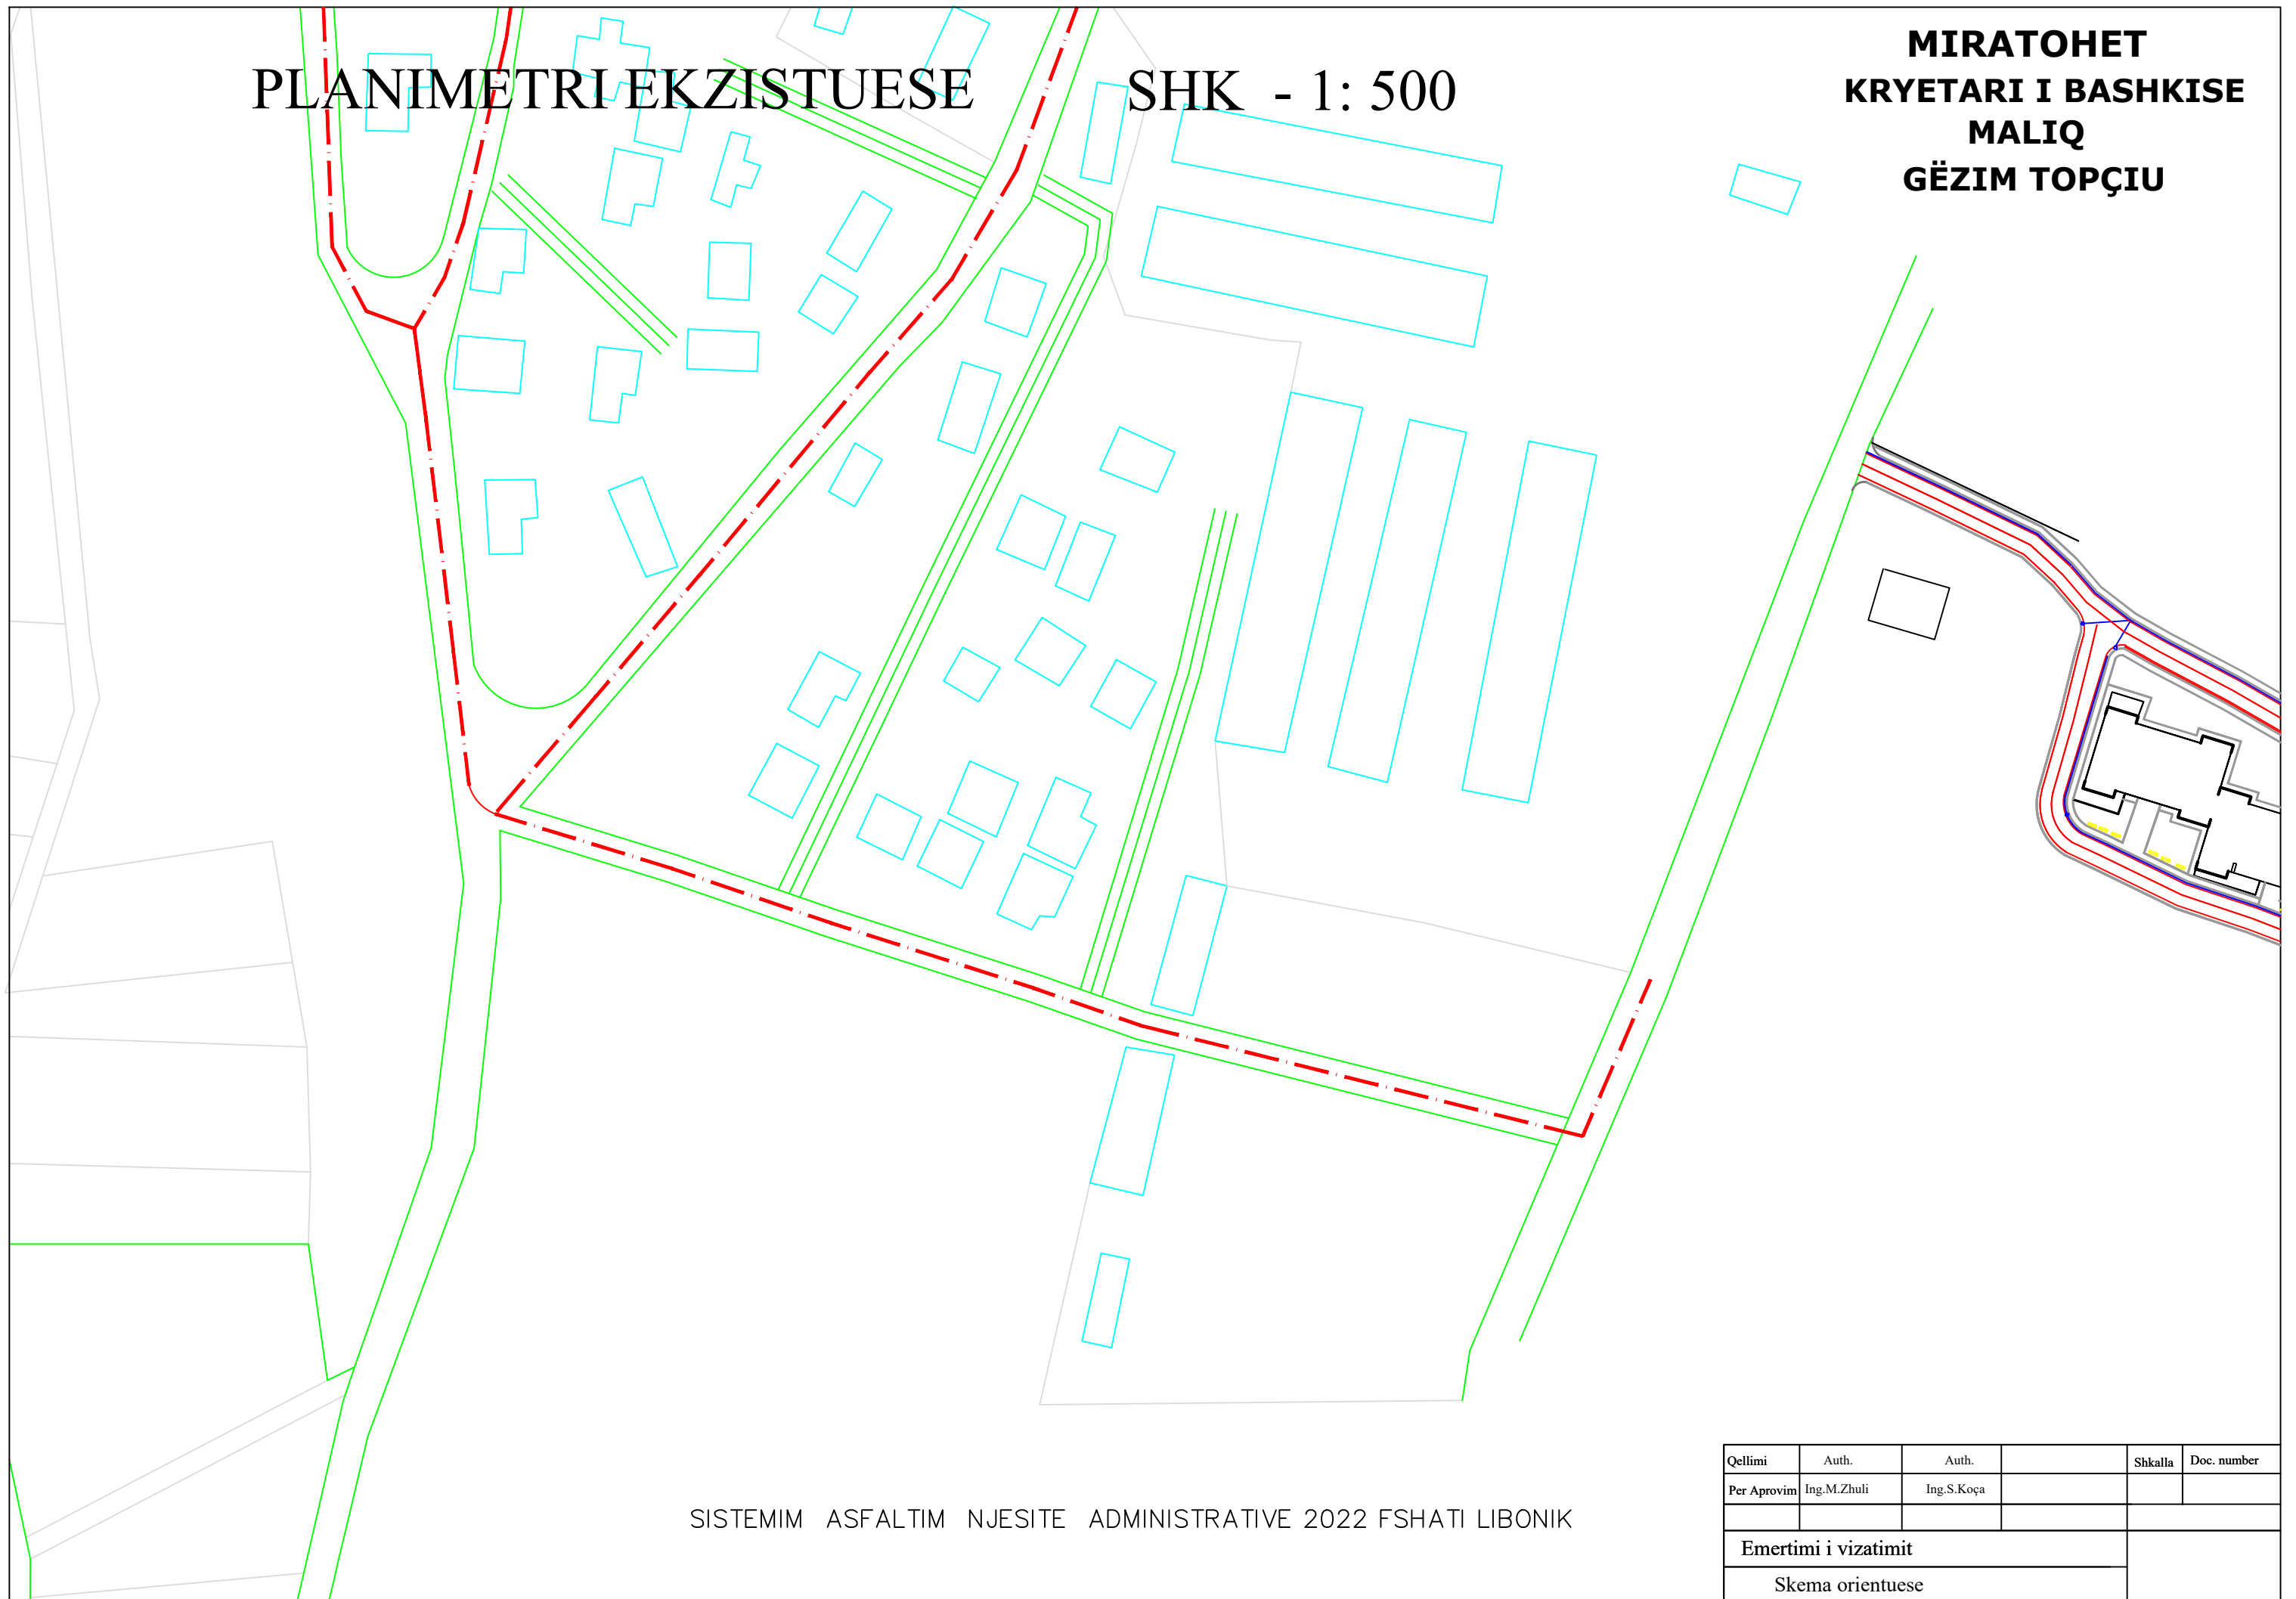 PLANIMETRI EKZISTUESE SHK - 1: 500
MIRATOHET
KRYETARI I BASHKISE
MALIQ
GËZIM TOPÇIU
SISTEMIM ASFALTIM NJESITE ADMINISTRATIVE 2022 FSHATI LIBONIK
Qellimi Auth. Auth. Shkalla Doc. number
Per Aprovim Ing.M.Zhuli Ing.S.Koça
Emertimi i vizatimit
Skema orientuese